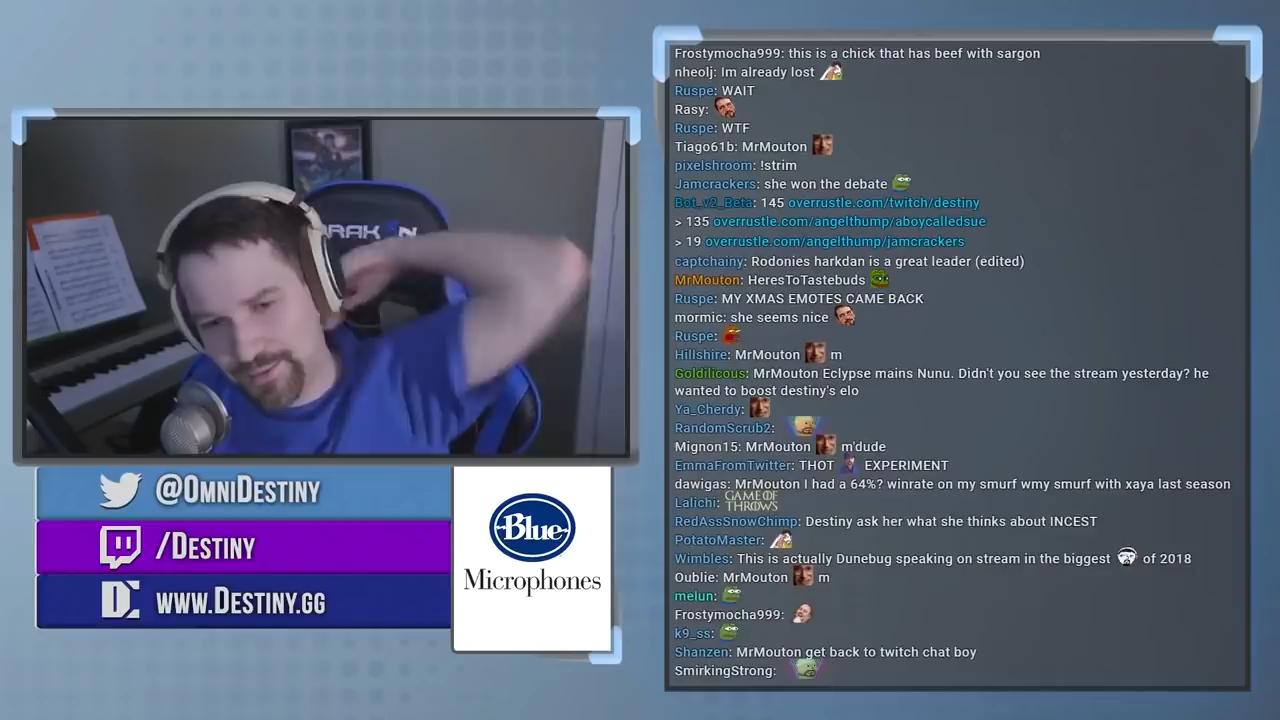 DRAKON
@OmniDestiny
/Destiny
www.Destiny.gg
Blue
Microphones
Frostymocha999: this is a chick that has beef with sargon
nheolj: Im already lost
Ruspe: WAIT
Rasy:
Ruspe: WTF
Tiago61b: MrMouton
pixelshroom: !strim
Jamcrackers: she won the debate
Bot_v2_Beta: 145 overrustle.com/twitch/destiny
> 135 overrustle.com/angelthump/aboycalledsue
> 19 overrustle.com/angelthump/jamcrackers
captchainy: Rodonies harkdan is a great leader (edited)
MrMouton: HeresToTastebuds
Ruspe: MY XMAS EMOTES CAME BACK
mormic: she seems nice
Ruspe:
Hillshire: MrMouton m
Goldilicous: MrMouton Eclypse mains Nunu. Didn't you see the stream yesterday? he
wanted to boost destiny's elo
Ya_Cherdy:
RandomScrub2:
Mignon15: MrMouton m'dude
EmmaFromTwitter: THOT EXPERIMENT
dawigas: MrMouton I had a 64%? winrate on my smurf wmy smurf with xaya last season
Lalichi: GAME OF THROWS
RedAssSnowChimp: Destiny ask her what she thinks about INCEST
PotatoMaster:
Wimbles: This is actually Dunebug speaking on stream in the biggest of 2018
Oublie: MrMouton m
melun:
Frostymocha999:
k9_ss:
Shanzen: MrMouton get back to twitch chat boy
SmirkingStrong: